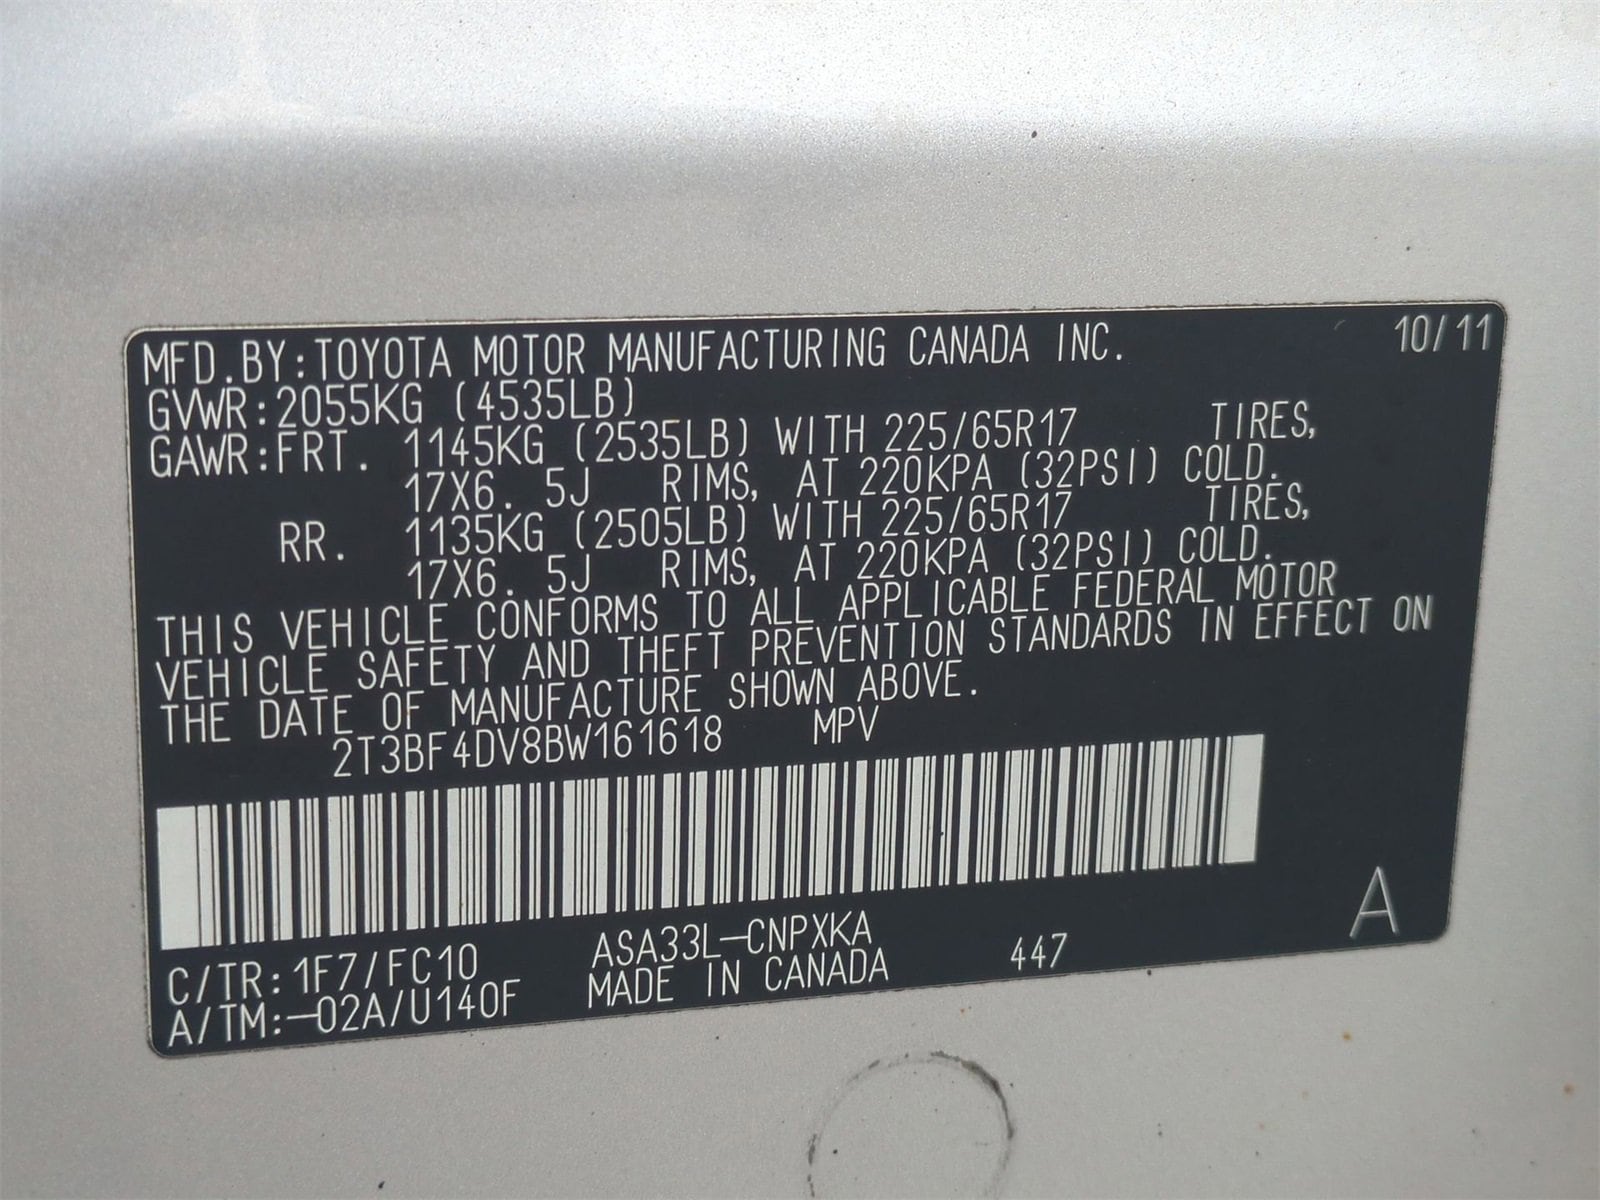 MFD.BY:TOYOTA MOTOR MANUFACTURING CANADA INC. 10/11
GVWR:2055KG (4535LB)
GAWR:FRT. 1145KG (2535LB) WITH 225/65R17 TIRES,
17X6.5J RIMS, AT 220KPA (32PSI) COLD.
RR. 1135KG (2505LB) WITH 225/65R17 TIRES,
17X6.5J RIMS, AT 220KPA (32PSI) COLD.
THIS VEHICLE CONFORMS TO ALL APPLICABLE FEDERAL MOTOR
VEHICLE SAFETY AND THEFT PREVENTION STANDARDS IN EFFECT ON
THE DATE OF MANUFACTURE SHOWN ABOVE.
2T3BF4DV8BW161618 MPV
C/TR:1F7/FC10 ASA33L-CNPXKA A
A/TM:-02A/U140F MADE IN CANADA 447